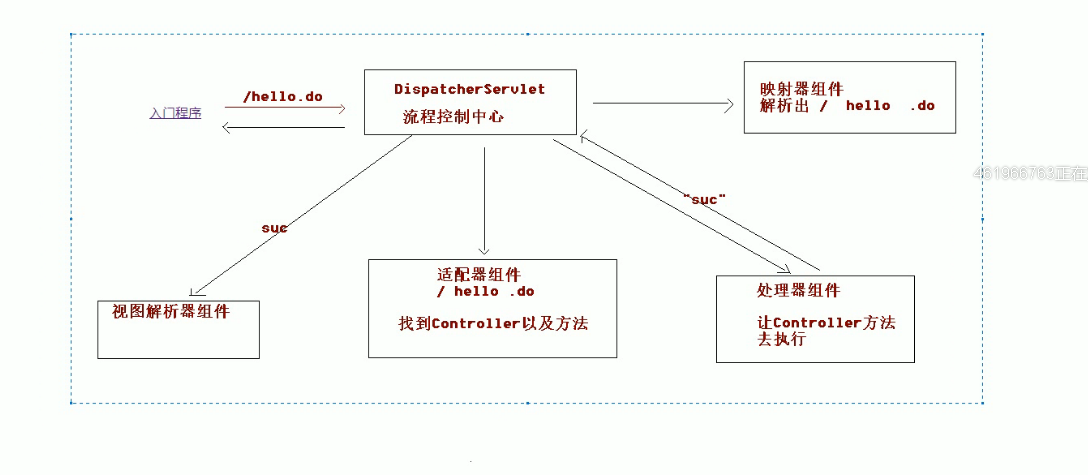 /hello.do
入门程序
DispatcherServlet
流程控制中心
映射器组件
解析出 / hello .do
461966763正在
"suc"
suc
适配器组件
/ hello .do
找到Controller以及方法
处理器组件
让Controller方法
去执行
视图解析器组件